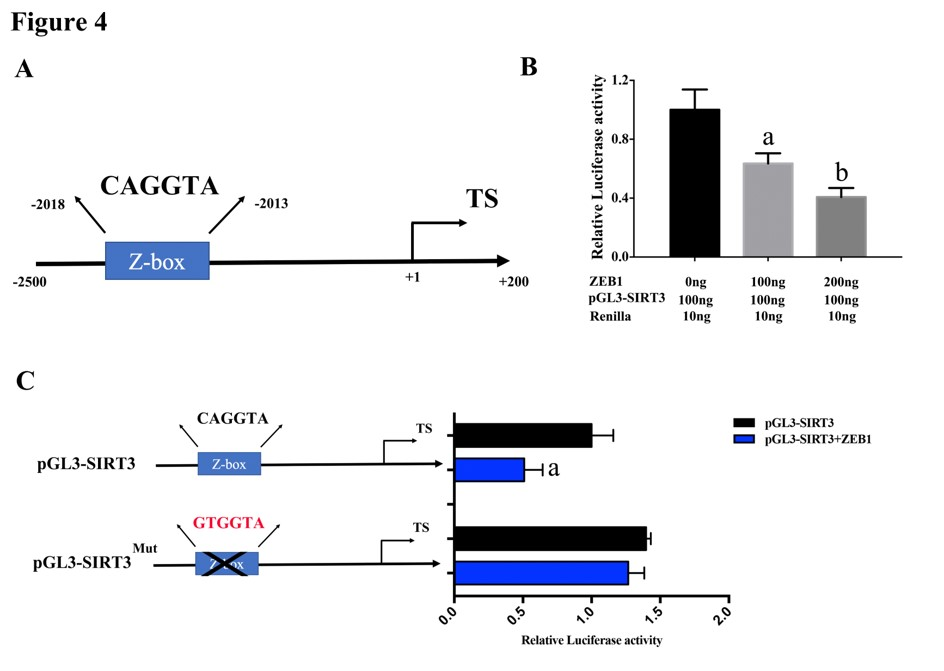 Figure 4
A
CAGGTA
-2018
-2013
TS
Z-box
-2500
+1
+200
B
Relative Luciferase activity
1.2
0.8
0.4
0.0
a
b
ZEB1 0ng 100ng 200ng
pGL3-SIRT3 100ng 100ng 100ng
Renilla 10ng 10ng 10ng
C
CAGGTA
TS
pGL3-SIRT3
Z-box
a
pGL3-SIRT3
pGL3-SIRT3+ZEB1
GTGGTA
TS
pGL3-SIRT3 Mut
Z-box
0.0 0.5 1.0 1.5 2.0
Relative Luciferase activity